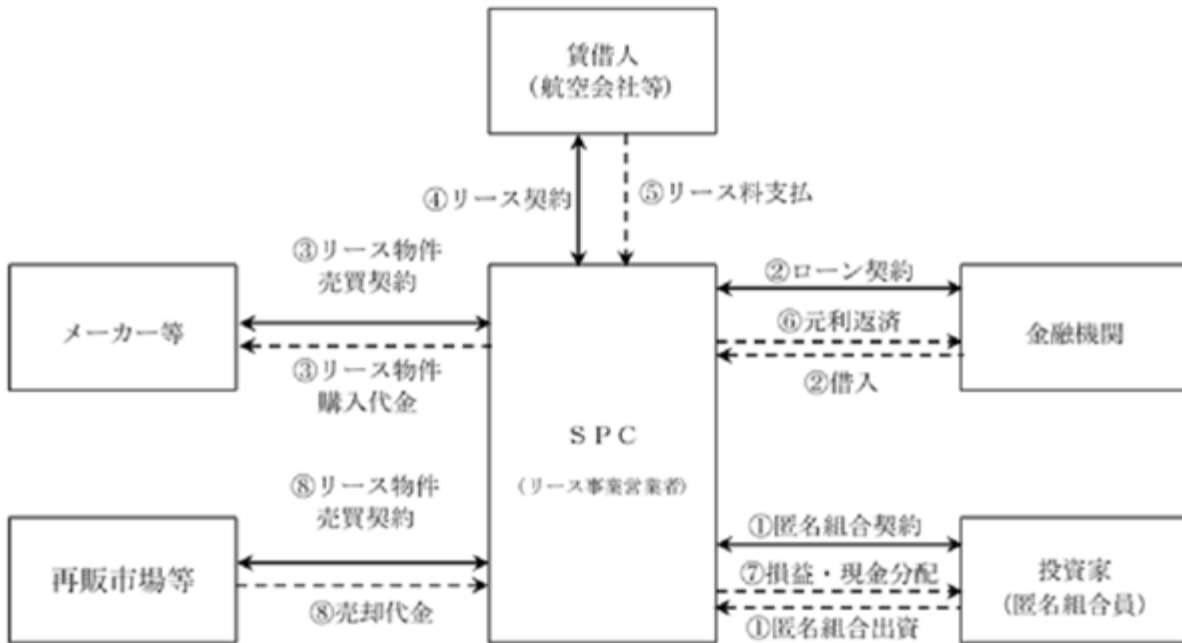 賃借人
(航空会社等)
④リース契約
⑤リース料支払
③リース物件
売買契約
②ローン契約
メーカー等
⑥元利返済
金融機関
③リース物件
購入代金
②借入
SPC
(リース事業営業者)
⑧リース物件
売買契約
①匿名組合契約
再販市場等
⑦損益・現金分配
投資家
(匿名組合員)
⑧売却代金
①匿名組合出資